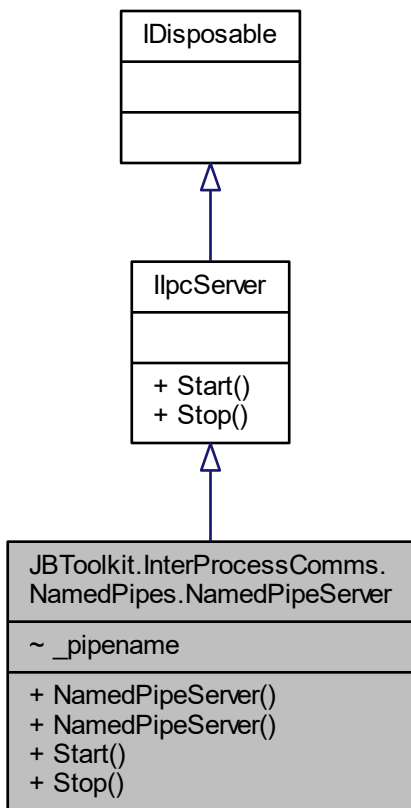 IDisposable
IIpcServer
+ Start()
+ Stop()
JBToolkit.InterProcessComms.
NamedPipes.NamedPipeServer
~ _pipename
+ NamedPipeServer()
+ NamedPipeServer()
+ Start()
+ Stop()